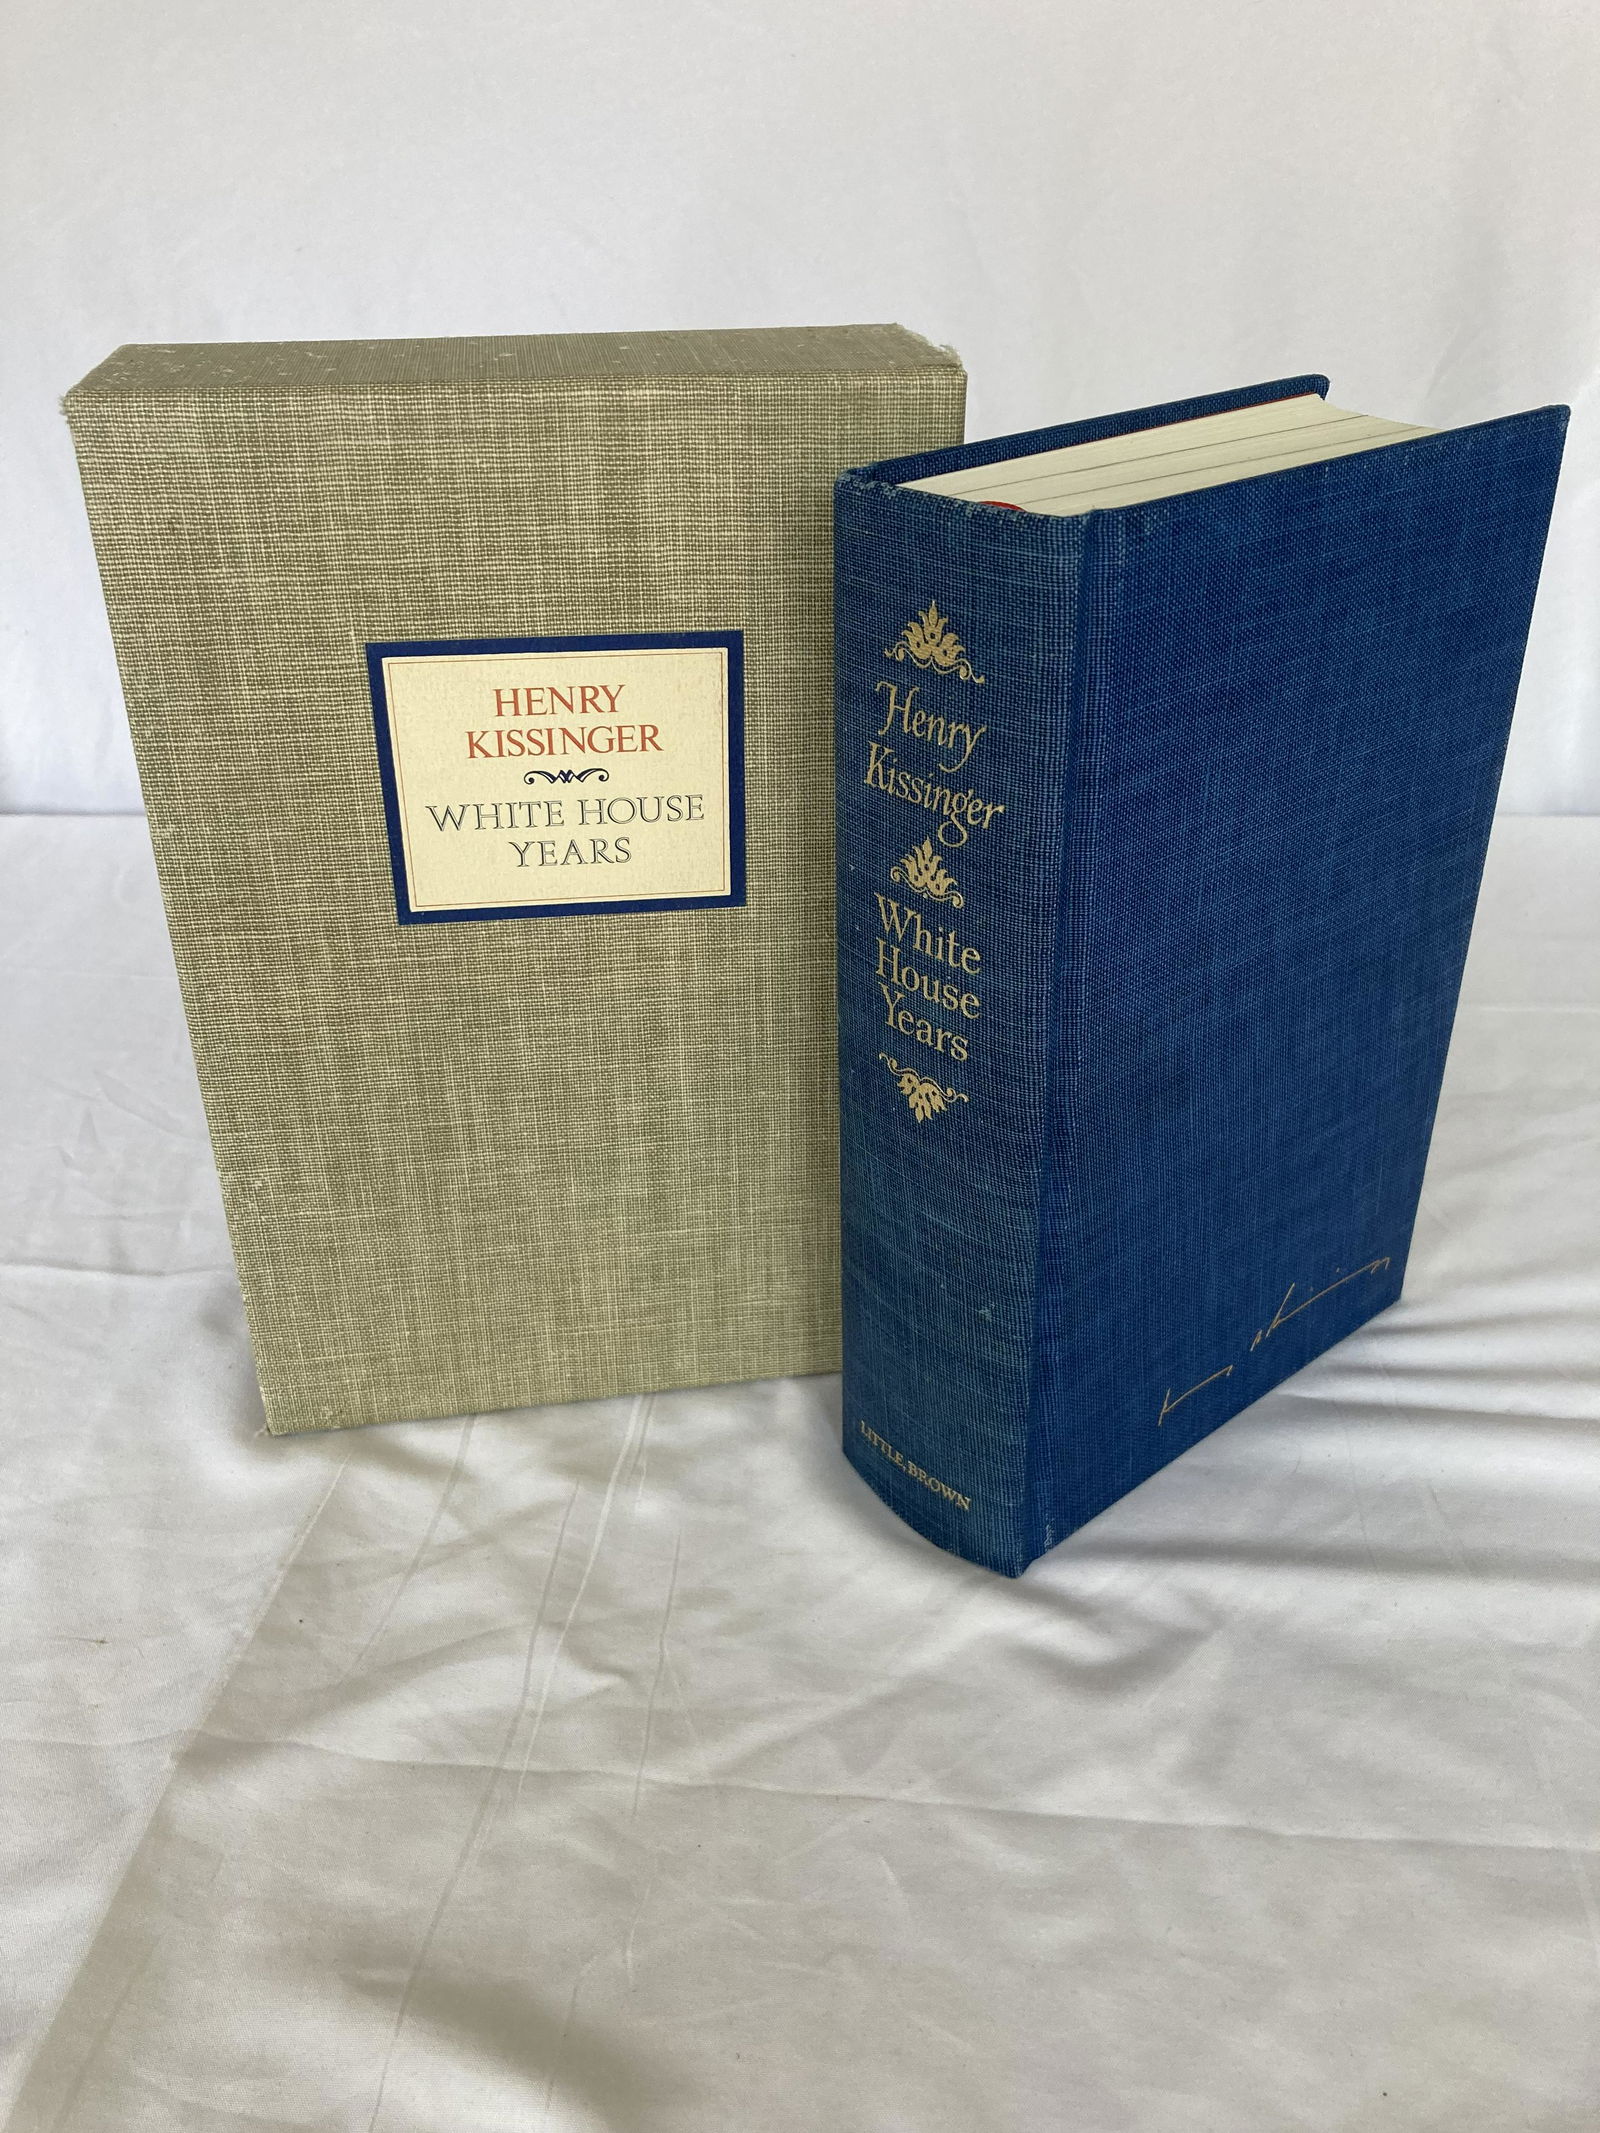 HENRY
KISSINGER
WHITE HOUSE
YEARS
Henry
Kissinger
White
House
Years
LITTLE, BROWN